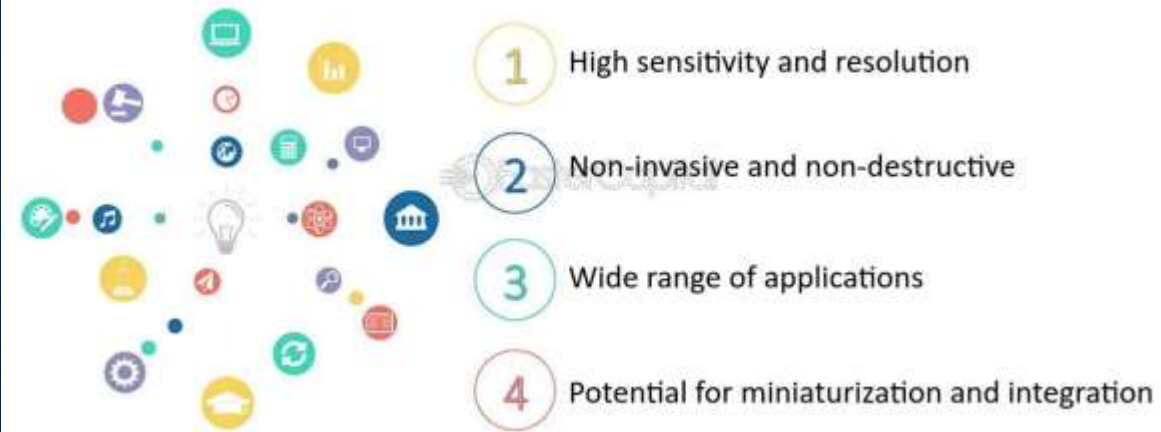 1
High sensitivity and resolution
2
Non-invasive and non-destructive
3
Wide range of applications
4
Potential for miniaturization and integration